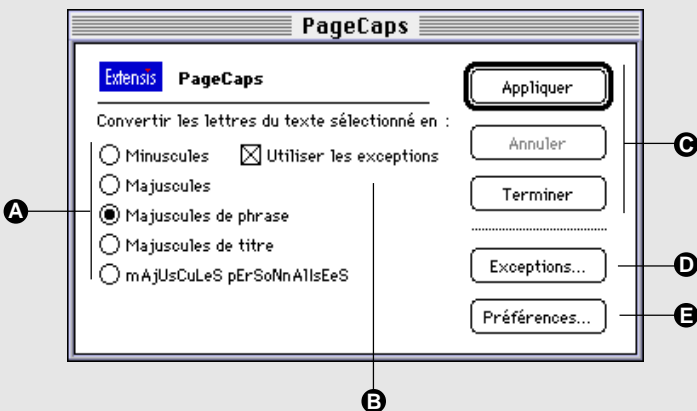 PageCaps
Extensis PageCaps
Appliquer
Convertir les lettres du texte sélectionné en :
Annuler
C
Minuscules
Utiliser les exceptions
Majuscules
Terminer
A
Majuscules de phrase
Majuscules de titre
Exceptions...
D
mAjUsCuLeS pErSoNnAlIsEeS
Préférences...
E
B